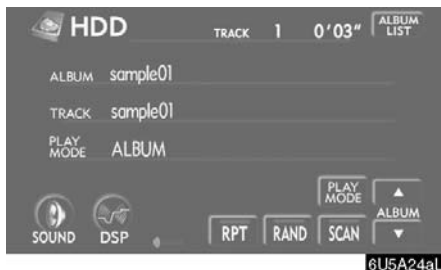 HDD TRACK 1 0'03" ALBUM LIST
ALBUM sample01
TRACK sample01
PLAY MODE ALBUM
PLAY MODE
ALBUM
SOUND DSP RPT RAND SCAN
6U5A24aL